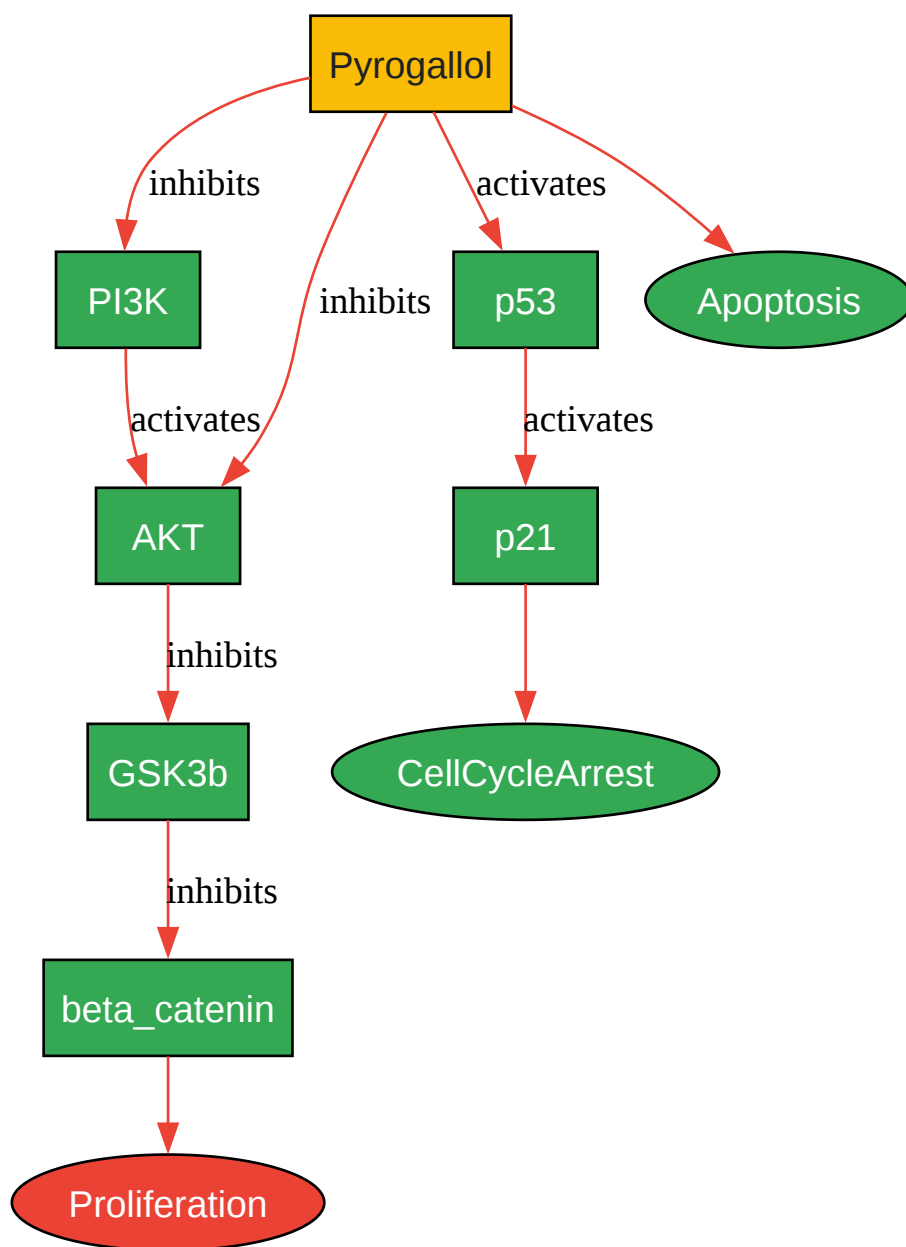 Pyrogallol
inhibits
activates
PI3K
inhibits
p53
Apoptosis
activates
activates
AKT
p21
inhibits
GSK3b
CellCycleArrest
inhibits
beta_catenin
Proliferation